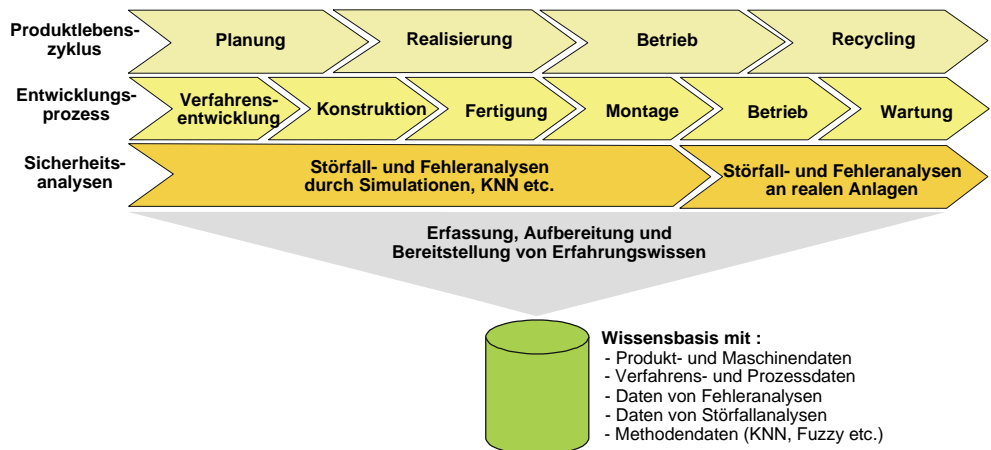 Produktlebens-
zyklus
Planung
Realisierung
Betrieb
Recycling
Entwicklungs-
prozess
Verfahrens-
entwicklung
Konstruktion
Fertigung
Montage
Betrieb
Wartung
Sicherheits-
analysen
Störfall- und Fehleranalysen
durch Simulationen, KNN etc.
Störfall- und Fehleranalysen
an realen Anlagen
Erfassung, Aufbereitung und
Bereitstellung von Erfahrungswissen
Wissensbasis mit :
- Produkt- und Maschinendaten
- Verfahrens- und Prozessdaten
- Daten von Fehleranalysen
- Daten von Störfallanalysen
- Methodendaten (KNN, Fuzzy etc.)